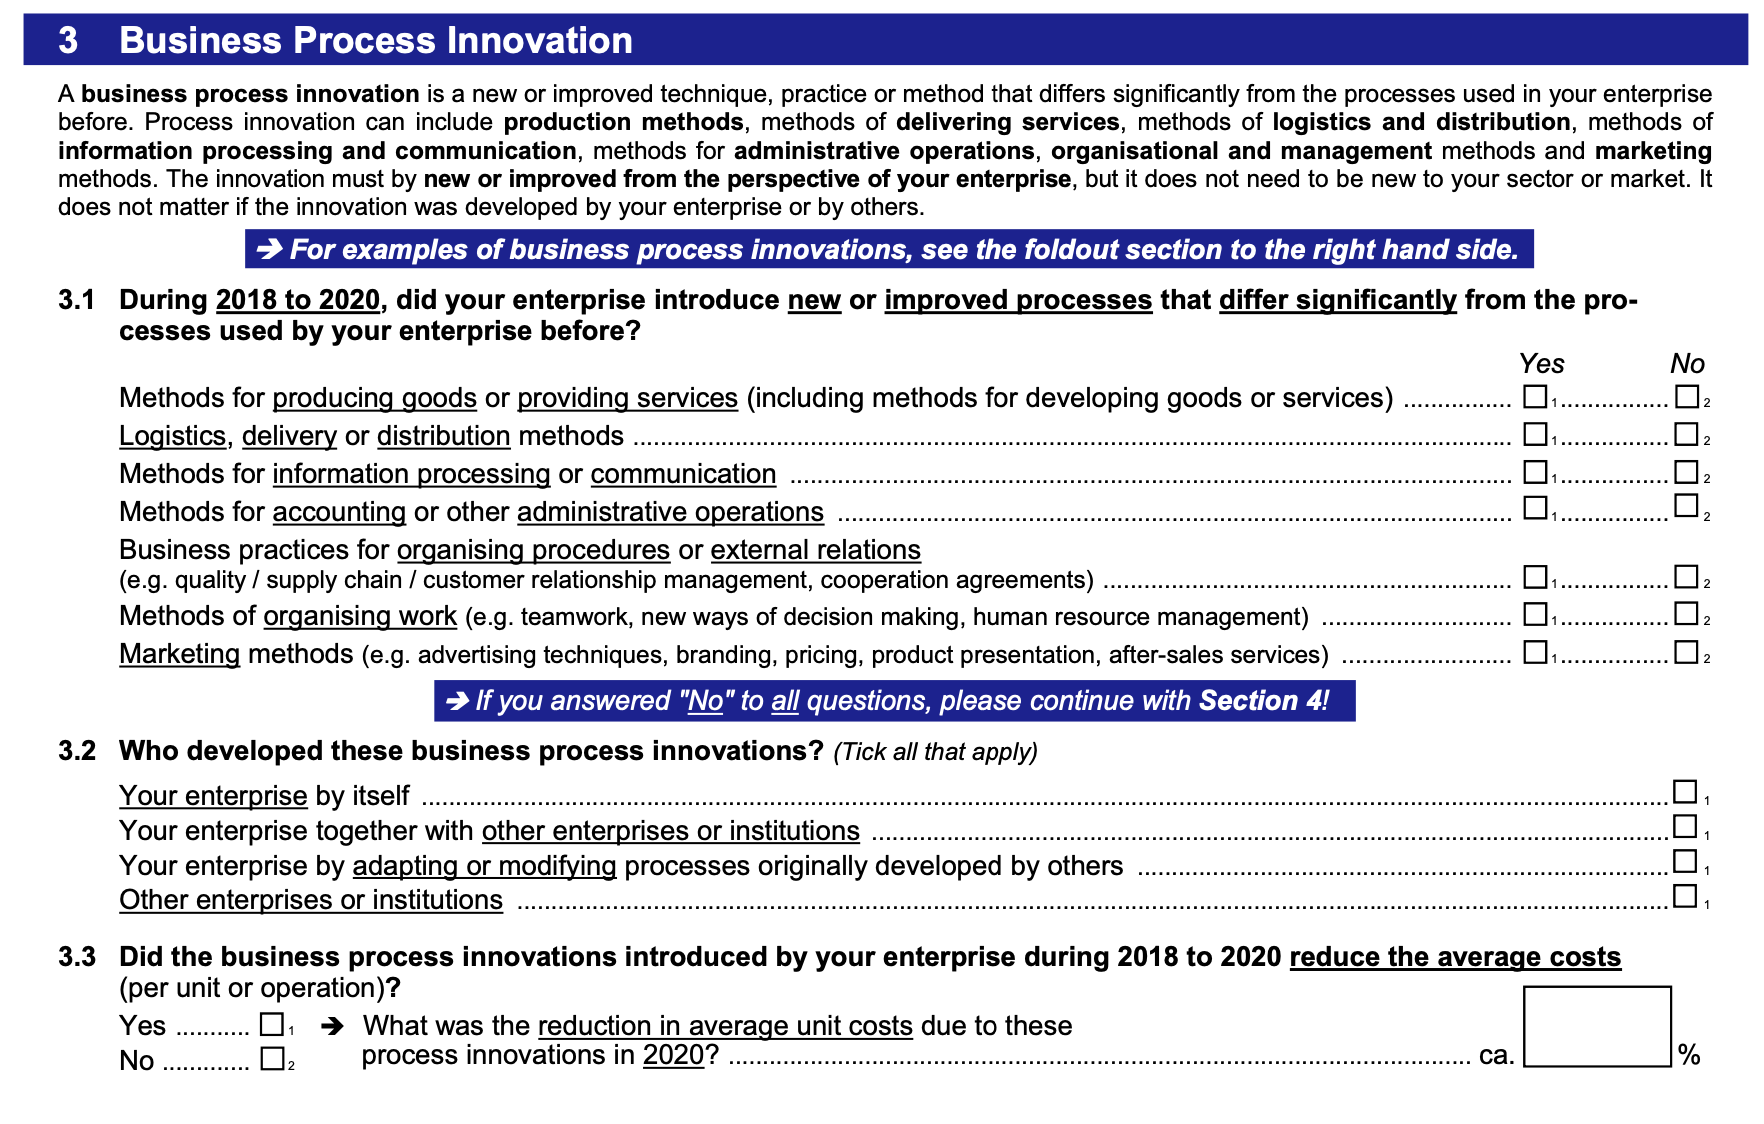 3 Business Process Innovation
A business process innovation is a new or improved technique, practice or method that differs significantly from the processes used in your enterprise
before. Process innovation can include production methods, methods of delivering services, methods of logistics and distribution, methods of
information processing and communication, methods for administrative operations, organisational and management methods and marketing
methods. The innovation must by new or improved from the perspective of your enterprise, but it does not need to be new to your sector or market. It
does not matter if the innovation was developed by your enterprise or by others.
➔ For examples of business process innovations, see the foldout section to the right hand side.
3.1 During 2018 to 2020, did your enterprise introduce new or improved processes that differ significantly from the pro-
cesses used by your enterprise before?
Yes No
Methods for producing goods or providing services (including methods for developing goods or services) ................ ☐1................ ☐2
Logistics, delivery or distribution methods ................ ☐1................ ☐2
Methods for information processing or communication ................ ☐1................ ☐2
Methods for accounting or other administrative operations ................ ☐1................ ☐2
Business practices for organising procedures or external relations
(e.g. quality / supply chain / customer relationship management, cooperation agreements) ................ ☐1................ ☐2
Methods of organising work (e.g. teamwork, new ways of decision making, human resource management) ................ ☐1................ ☐2
Marketing methods (e.g. advertising techniques, branding, pricing, product presentation, after-sales services) ................ ☐1................ ☐2
➔ If you answered "No" to all questions, please continue with Section 4!
3.2 Who developed these business process innovations? (Tick all that apply)
Your enterprise by itself ................ ☐1
Your enterprise together with other enterprises or institutions ................ ☐1
Your enterprise by adapting or modifying processes originally developed by others ................ ☐1
Other enterprises or institutions ................ ☐1
3.3 Did the business process innovations introduced by your enterprise during 2018 to 2020 reduce the average costs
(per unit or operation)?
Yes ........... ☐1 ➔ What was the reduction in average unit costs due to these
No ............. ☐2 process innovations in 2020? ................ ca. %